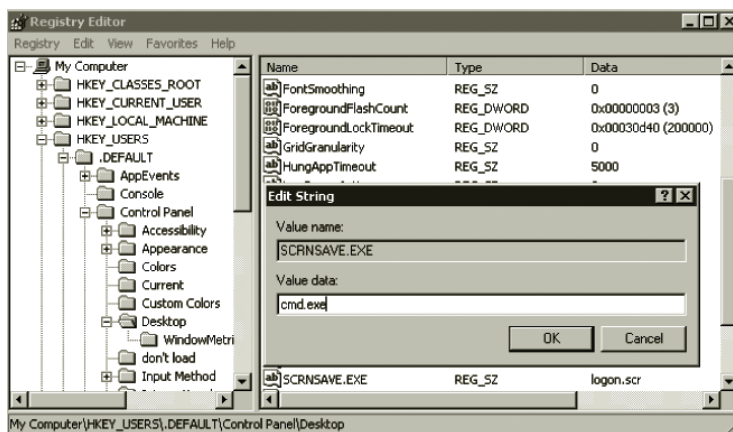 Registry Editor
Registry Edit View Favorites Help
My Computer
HKEY_CLASSES_ROOT
HKEY_CURRENT_USER
HKEY_LOCAL_MACHINE
HKEY_USERS
.DEFAULT
AppEvents
Console
Control Panel
Accessibility
Appearance
Colors
Current
Custom Colors
Desktop
WindowMetri
don't load
Input Method
Name Type Data
FontSmoothing REG_SZ 0
ForegroundFlashCount REG_DWORD 0x00000003 (3)
ForegroundLockTimeout REG_DWORD 0x00030d40 (200000)
GridGranularity REG_SZ 0
HungAppTimeout REG_SZ 5000
Edit String
Value name:
SCRNSAVE.EXE
Value data:
cmd.exe
OK Cancel
SCRNSAVE.EXE REG_SZ logon.scr
My Computer\HKEY_USERS\.DEFAULT\Control Panel\Desktop